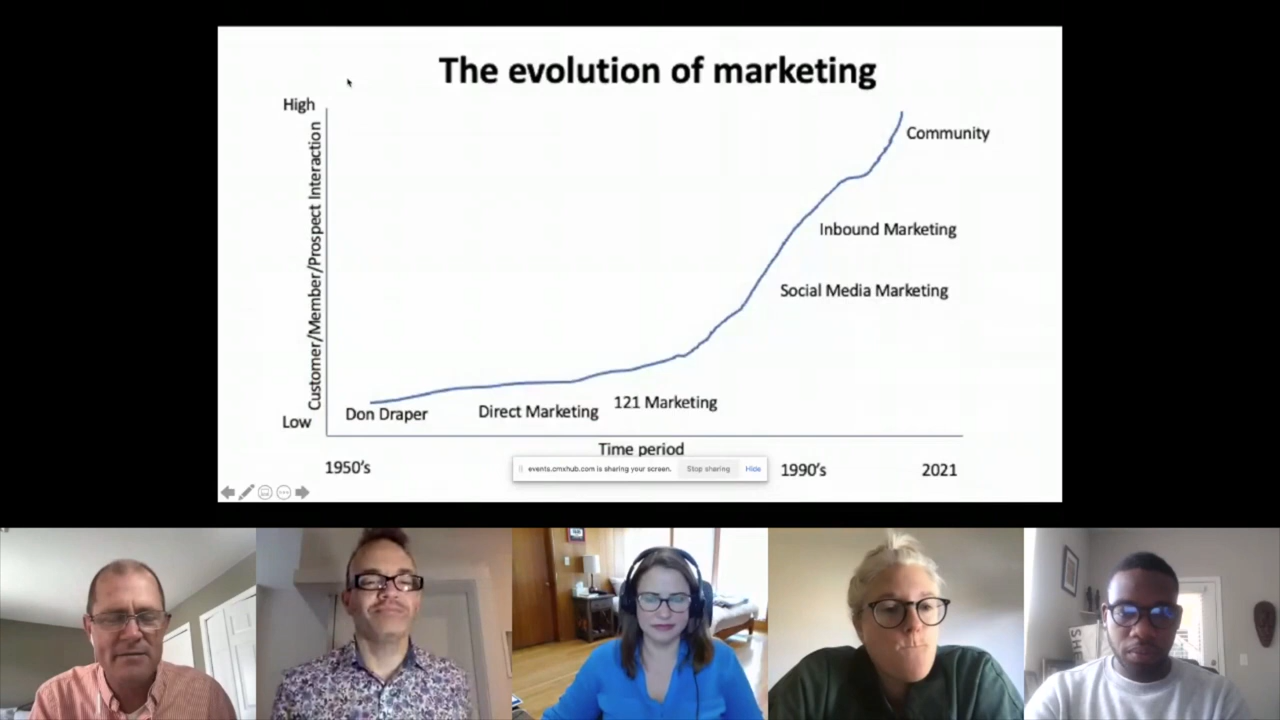 The evolution of marketing
High
Customer/Member/Prospect Interaction
Community
Inbound Marketing
Social Media Marketing
121 Marketing
Direct Marketing
Don Draper
Low
Time period
1950's
1990's
2021
events.cmxhub.com is sharing your screen. Stop sharing Hide